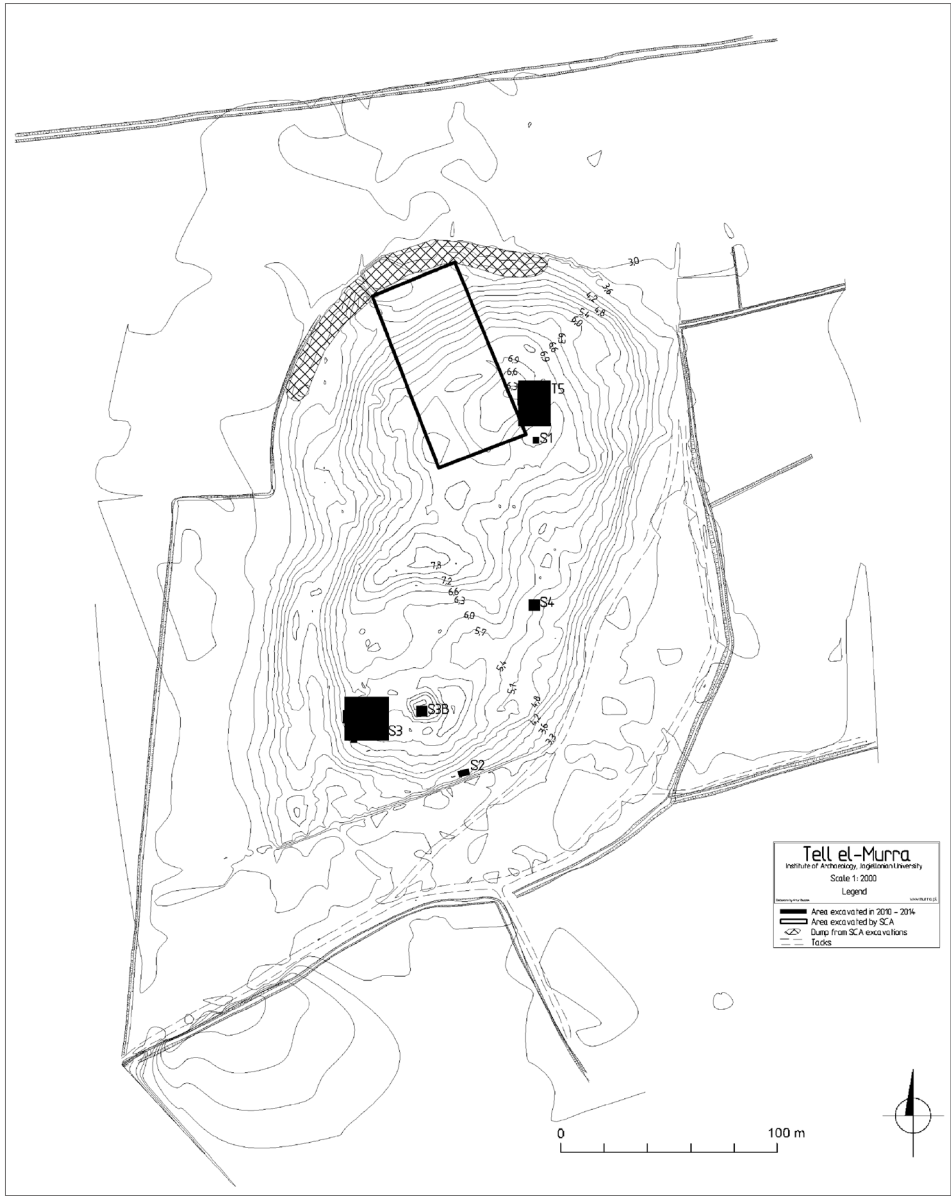 3,0
3,6
4,2
4,8
5,4
6,0
6,3
6,6
6,9
6,9
6,6
6,3
T5
S1
7,8
7,2
6,6
6,3
6,0
5,7
S4
5,4
5,1
4,8
4,2
3,6
3,3
S3B
S3
S2
Tell el-Murra
Institute of Archaeology, Jagiellonian University
Scale 1: 2000
Legend
Area excavated in 2010 - 2014
Area excavated by SCA
Dump from SCA excavations
Tacks
0 100 m